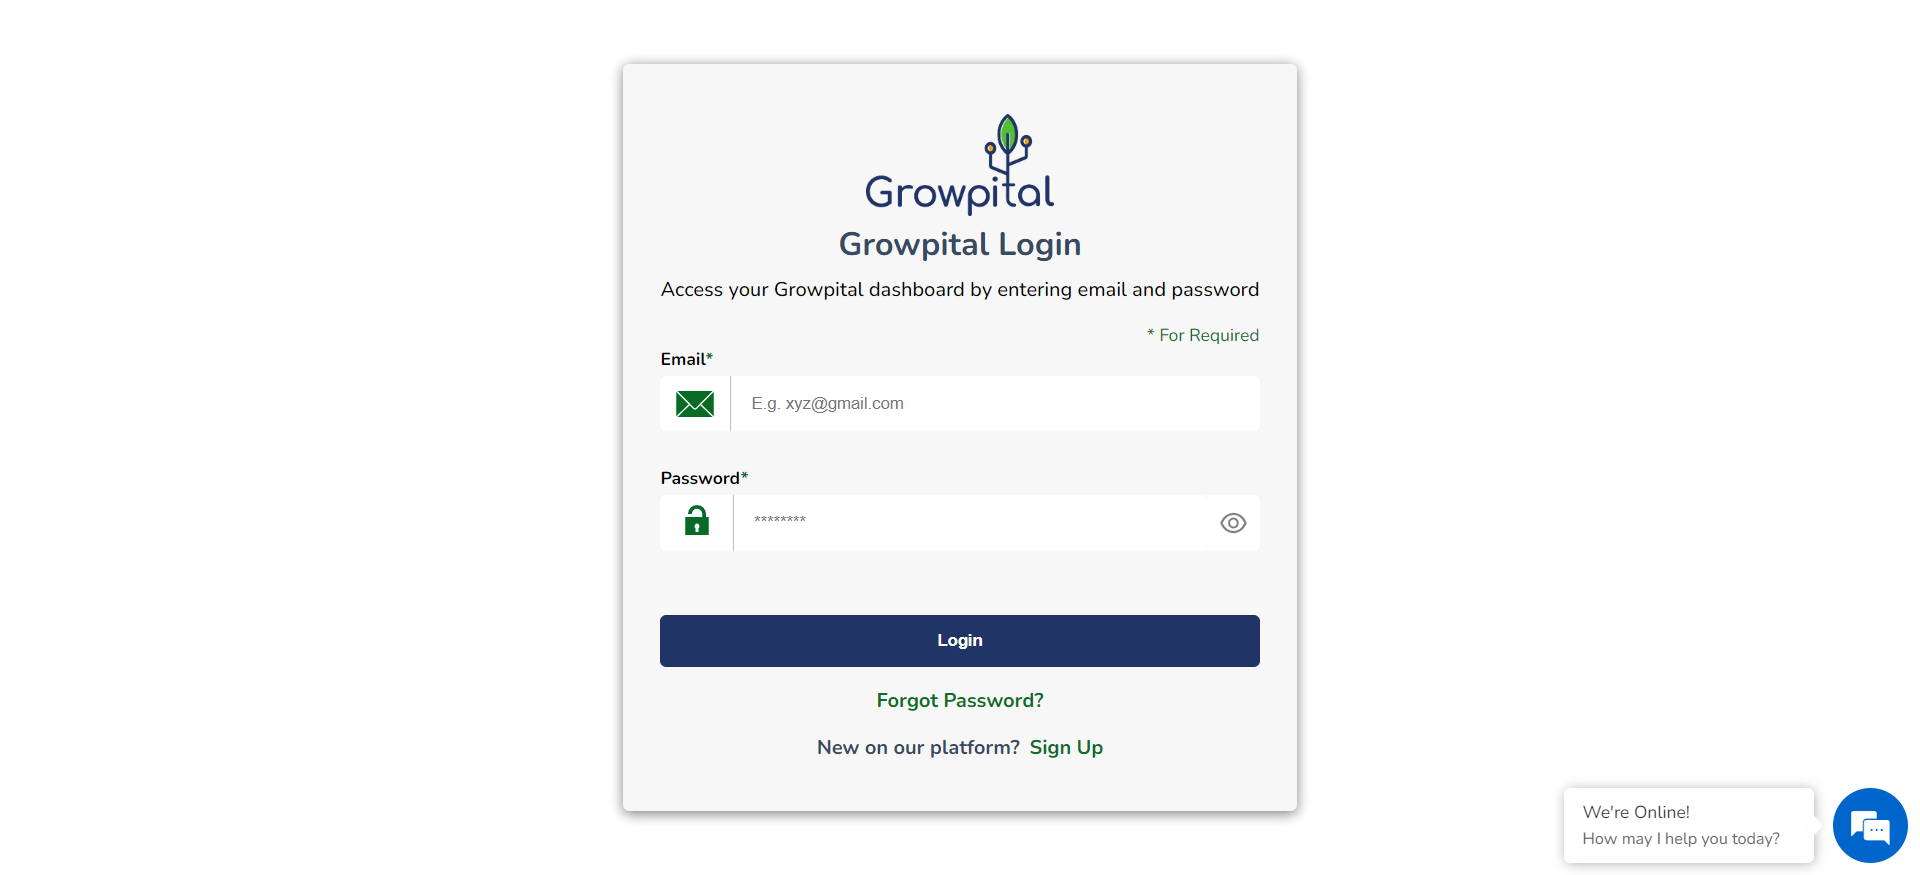 Growpital
Growpital Login
Access your Growpital dashboard by entering email and password
* For Required
Email*
E.g. xyz@gmail.com
Password*
********
Login
Forgot Password?
New on our platform? Sign Up
We're Online!
How may I help you today?